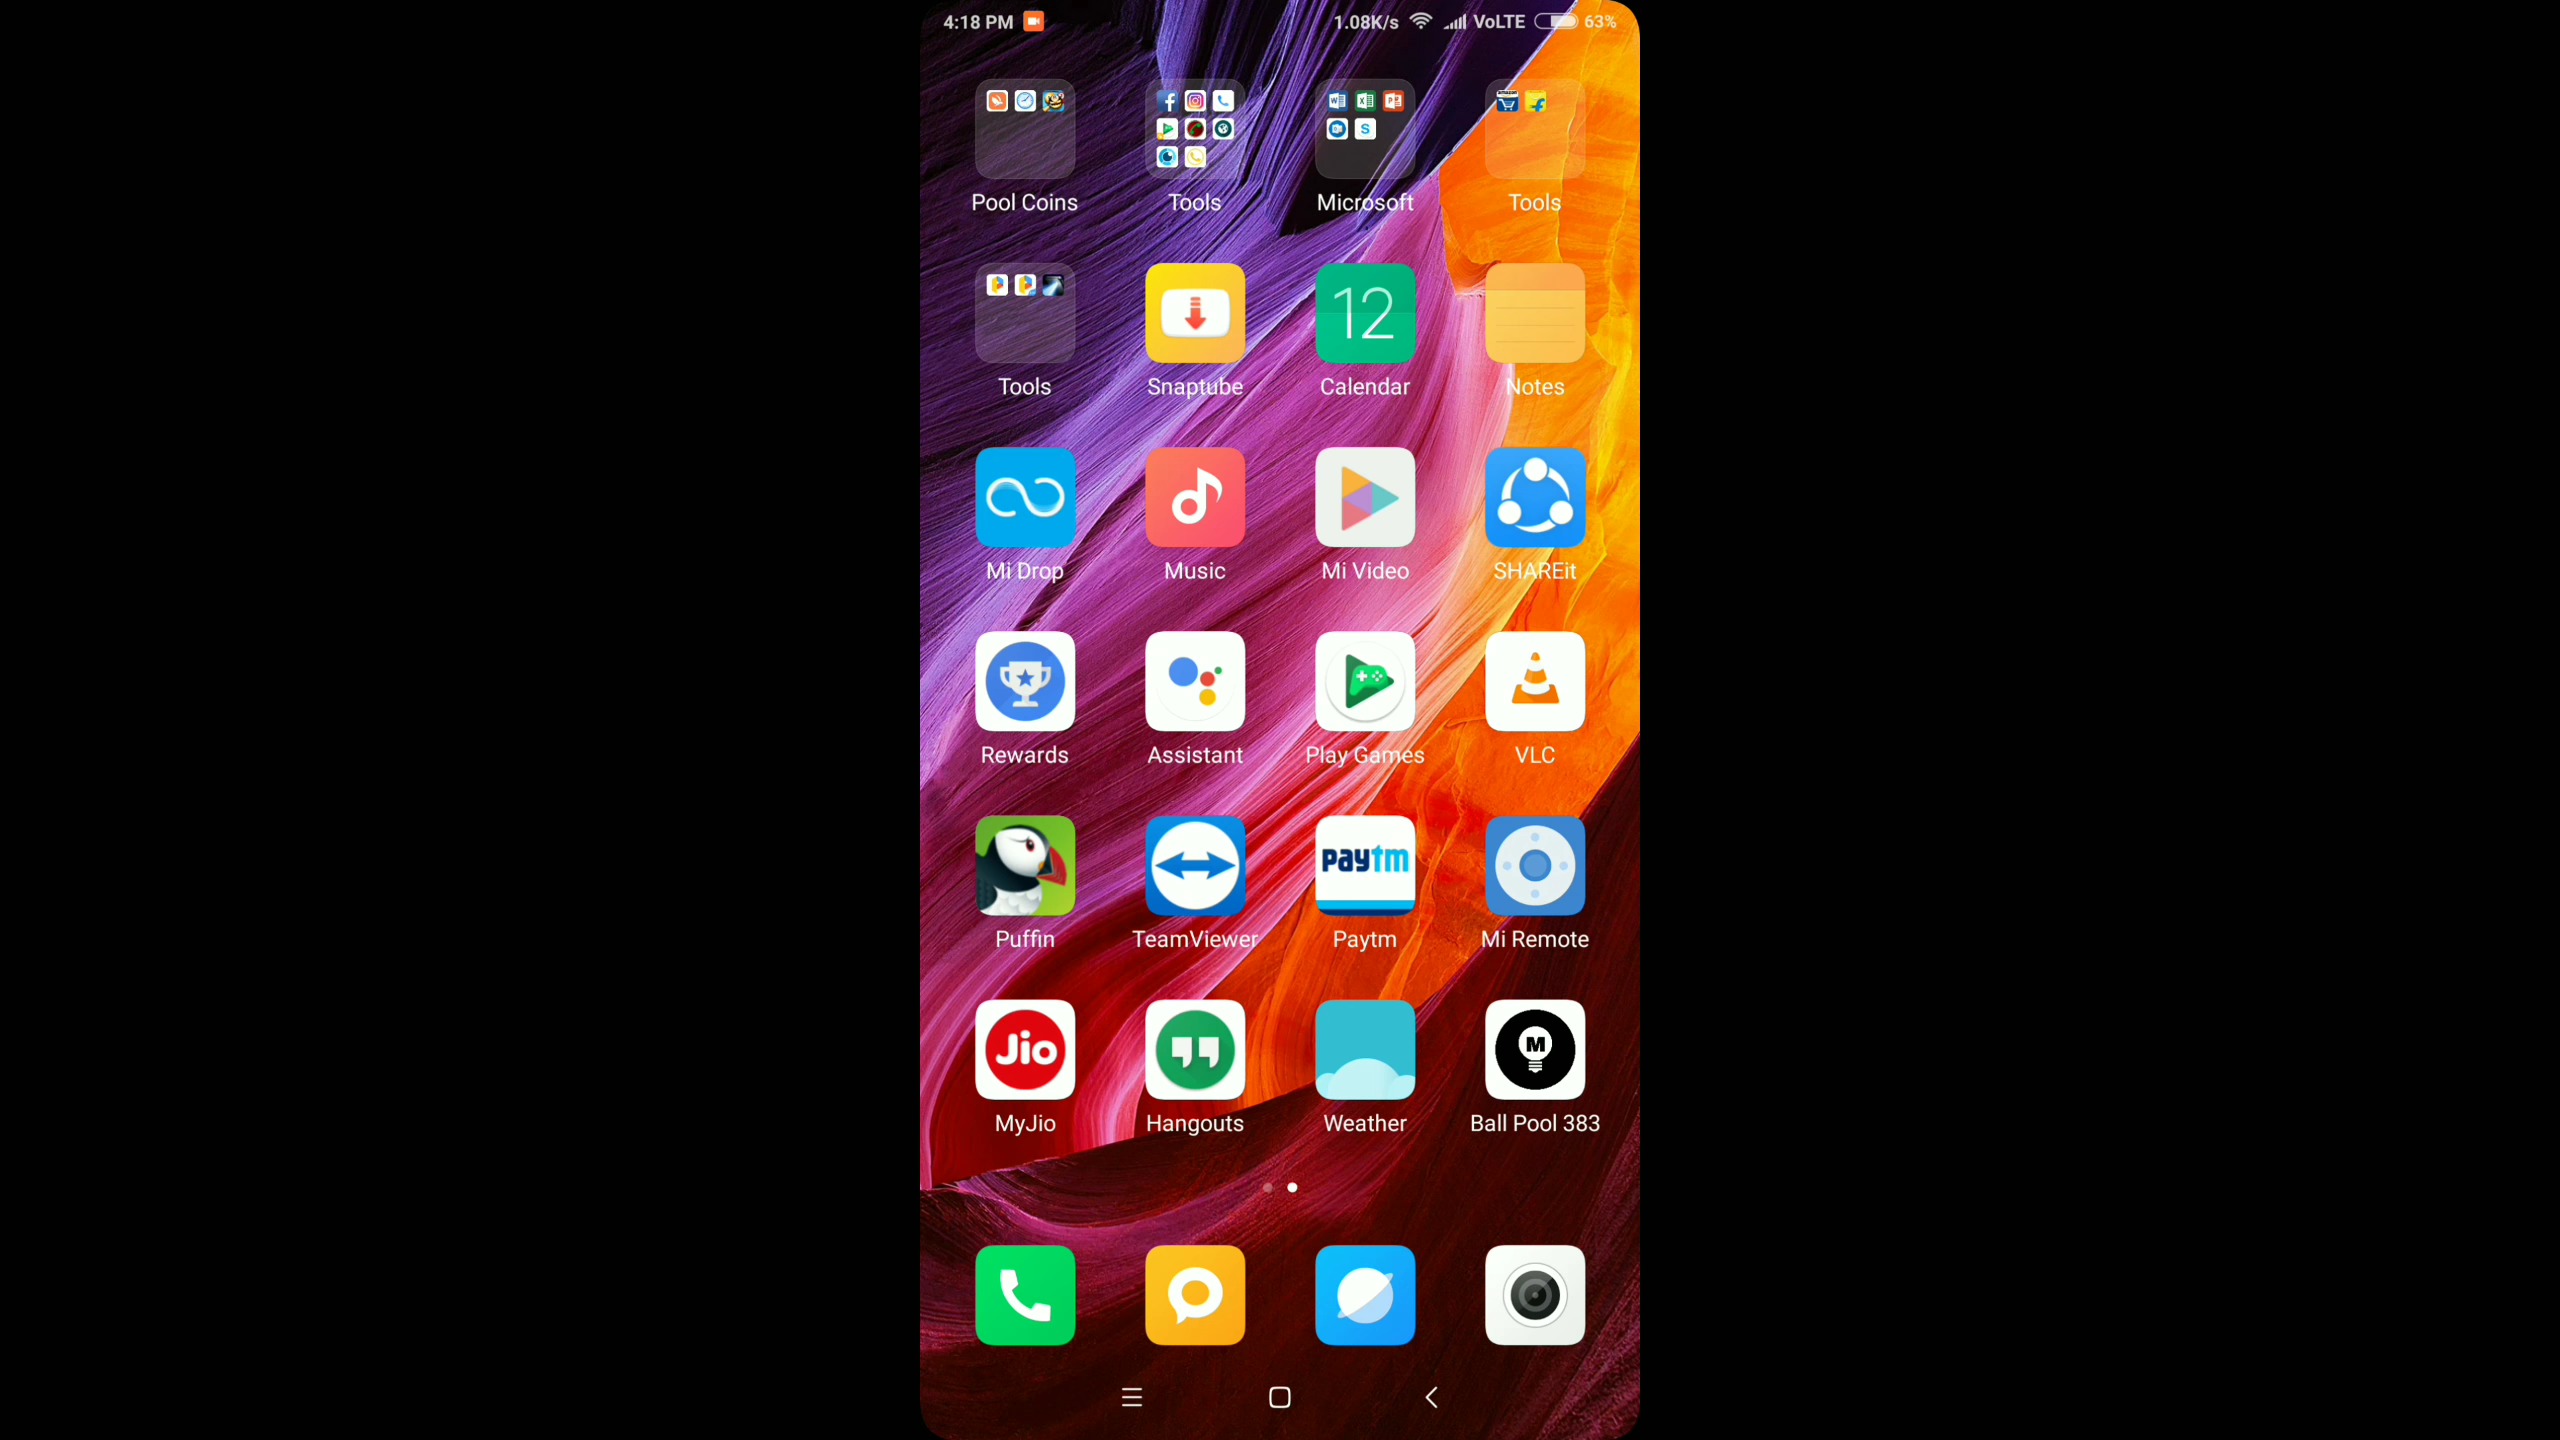 4:18 PM 1.08K/s VoLTE 63%
Pool Coins Tools Microsoft Tools
12
Tools Snaptube Calendar Notes
Mi Drop Music Mi Video SHAREit
Rewards Assistant Play Games VLC
paytm
Puffin TeamViewer Paytm Mi Remote
Jio M
MyJio Hangouts Weather Ball Pool 383